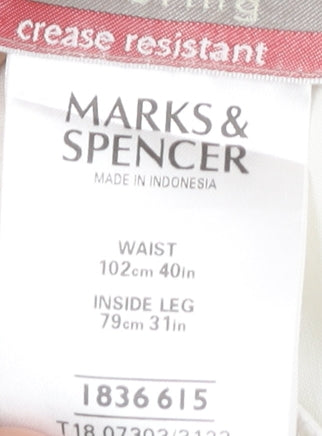 crease resistant
MARKS &
SPENCER
MADE IN INDONESIA
WAIST
102cm 40in
INSIDE LEG
79cm 31in
1836615